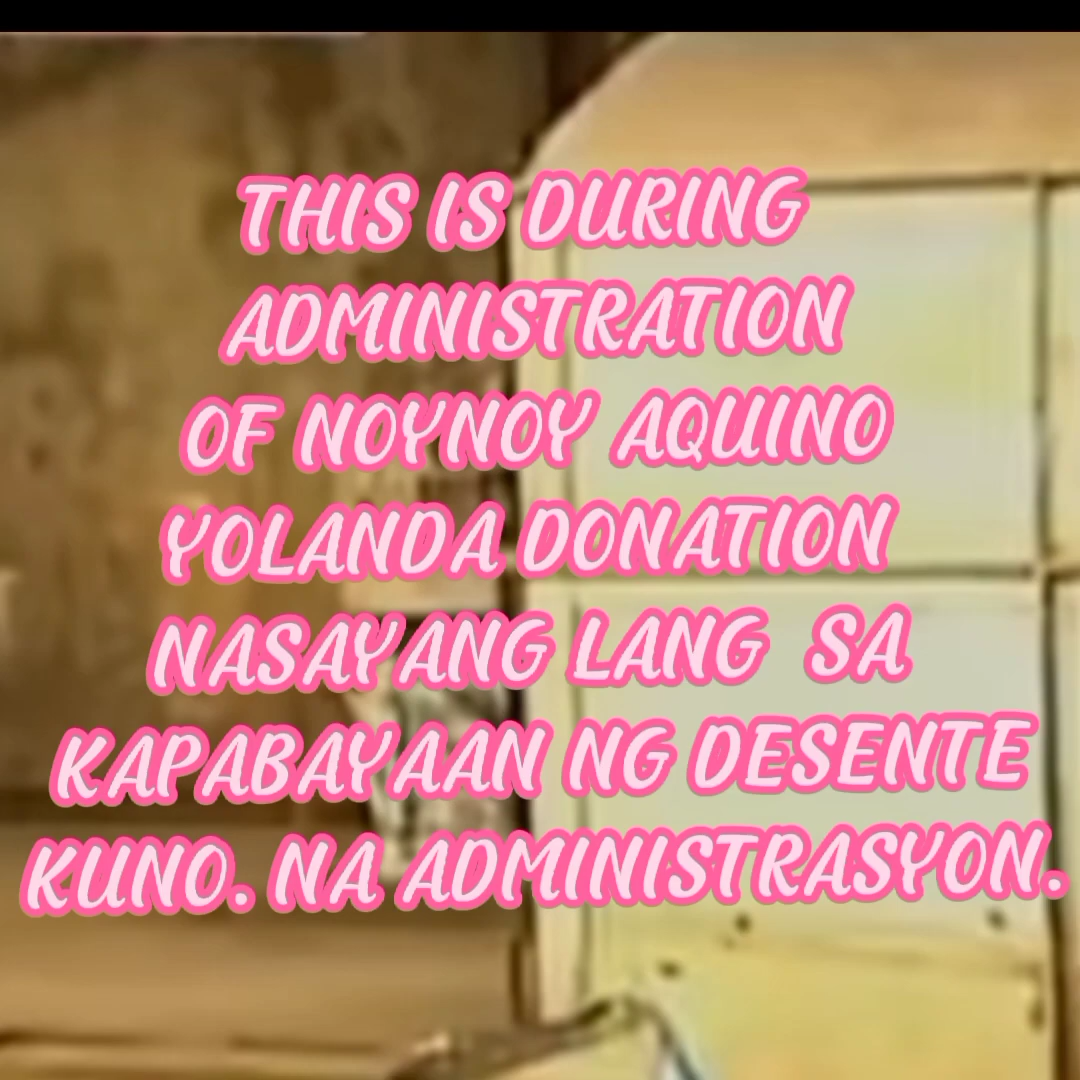 THIS IS DURING
ADMINISTRATION
OF NOYNOY AQUINO
YOLANDA DONATION
NASAYANG LANG SA
KAPABAYAAN NG DESENTE
KUNO. NA ADMINISTRASYON.